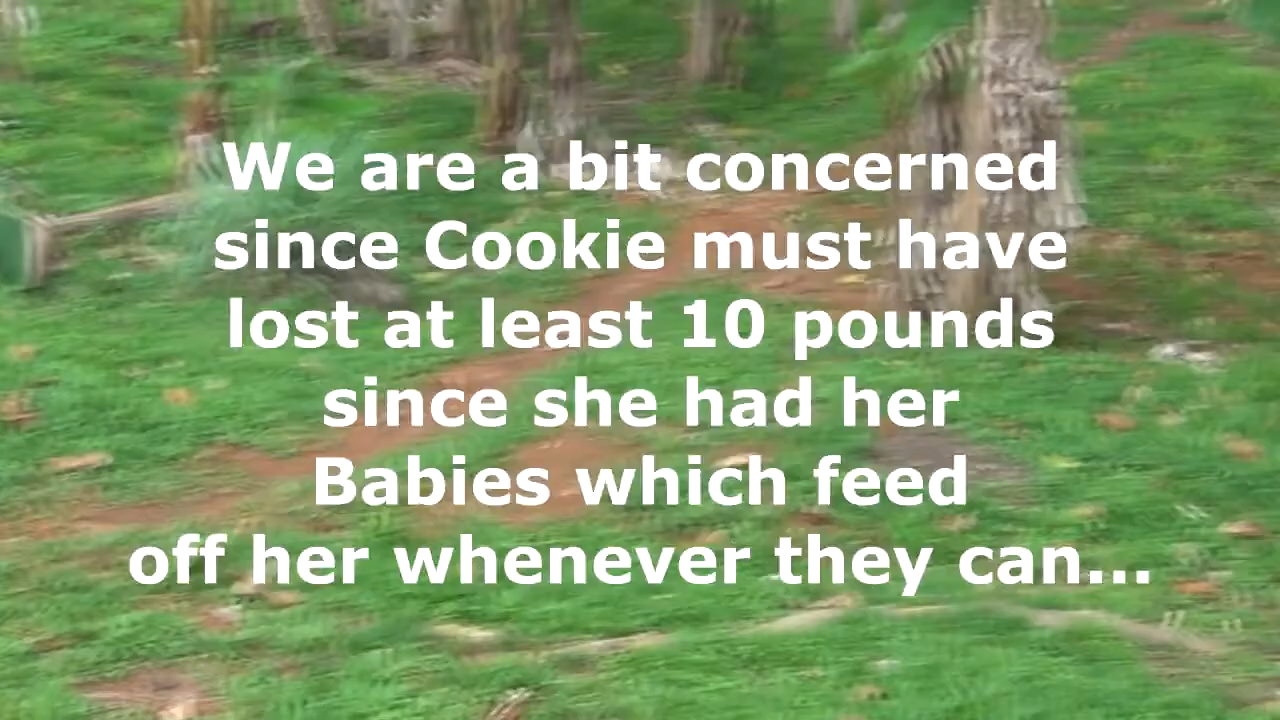 We are a bit concerned
since Cookie must have
lost at least 10 pounds
since she had her
Babies which feed
off her whenever they can...